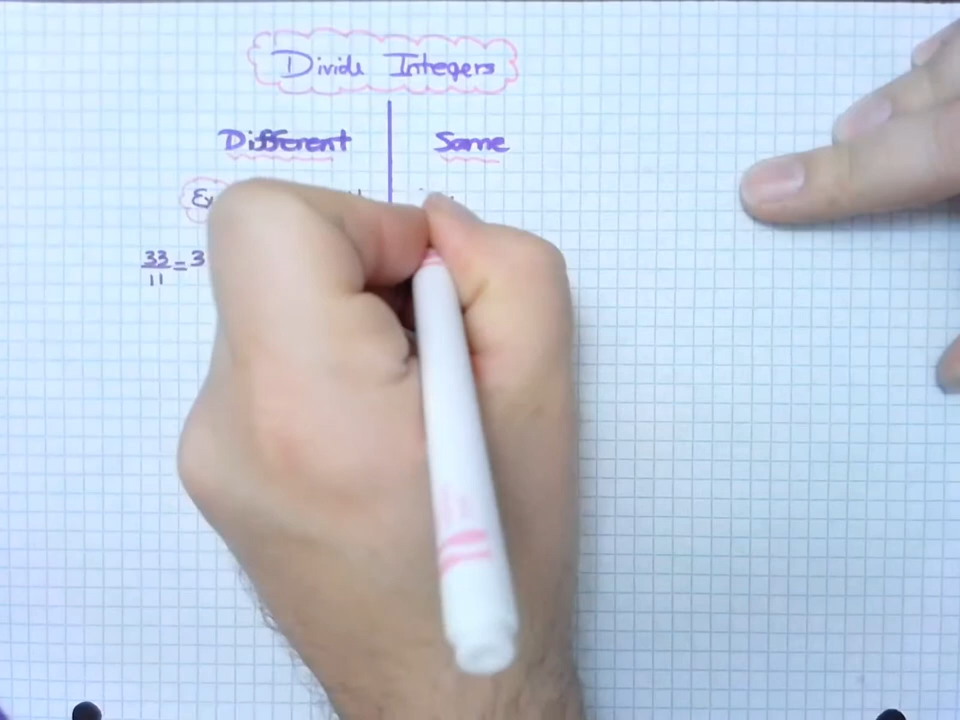 Divide Integers
Different Same
33/11 = 3